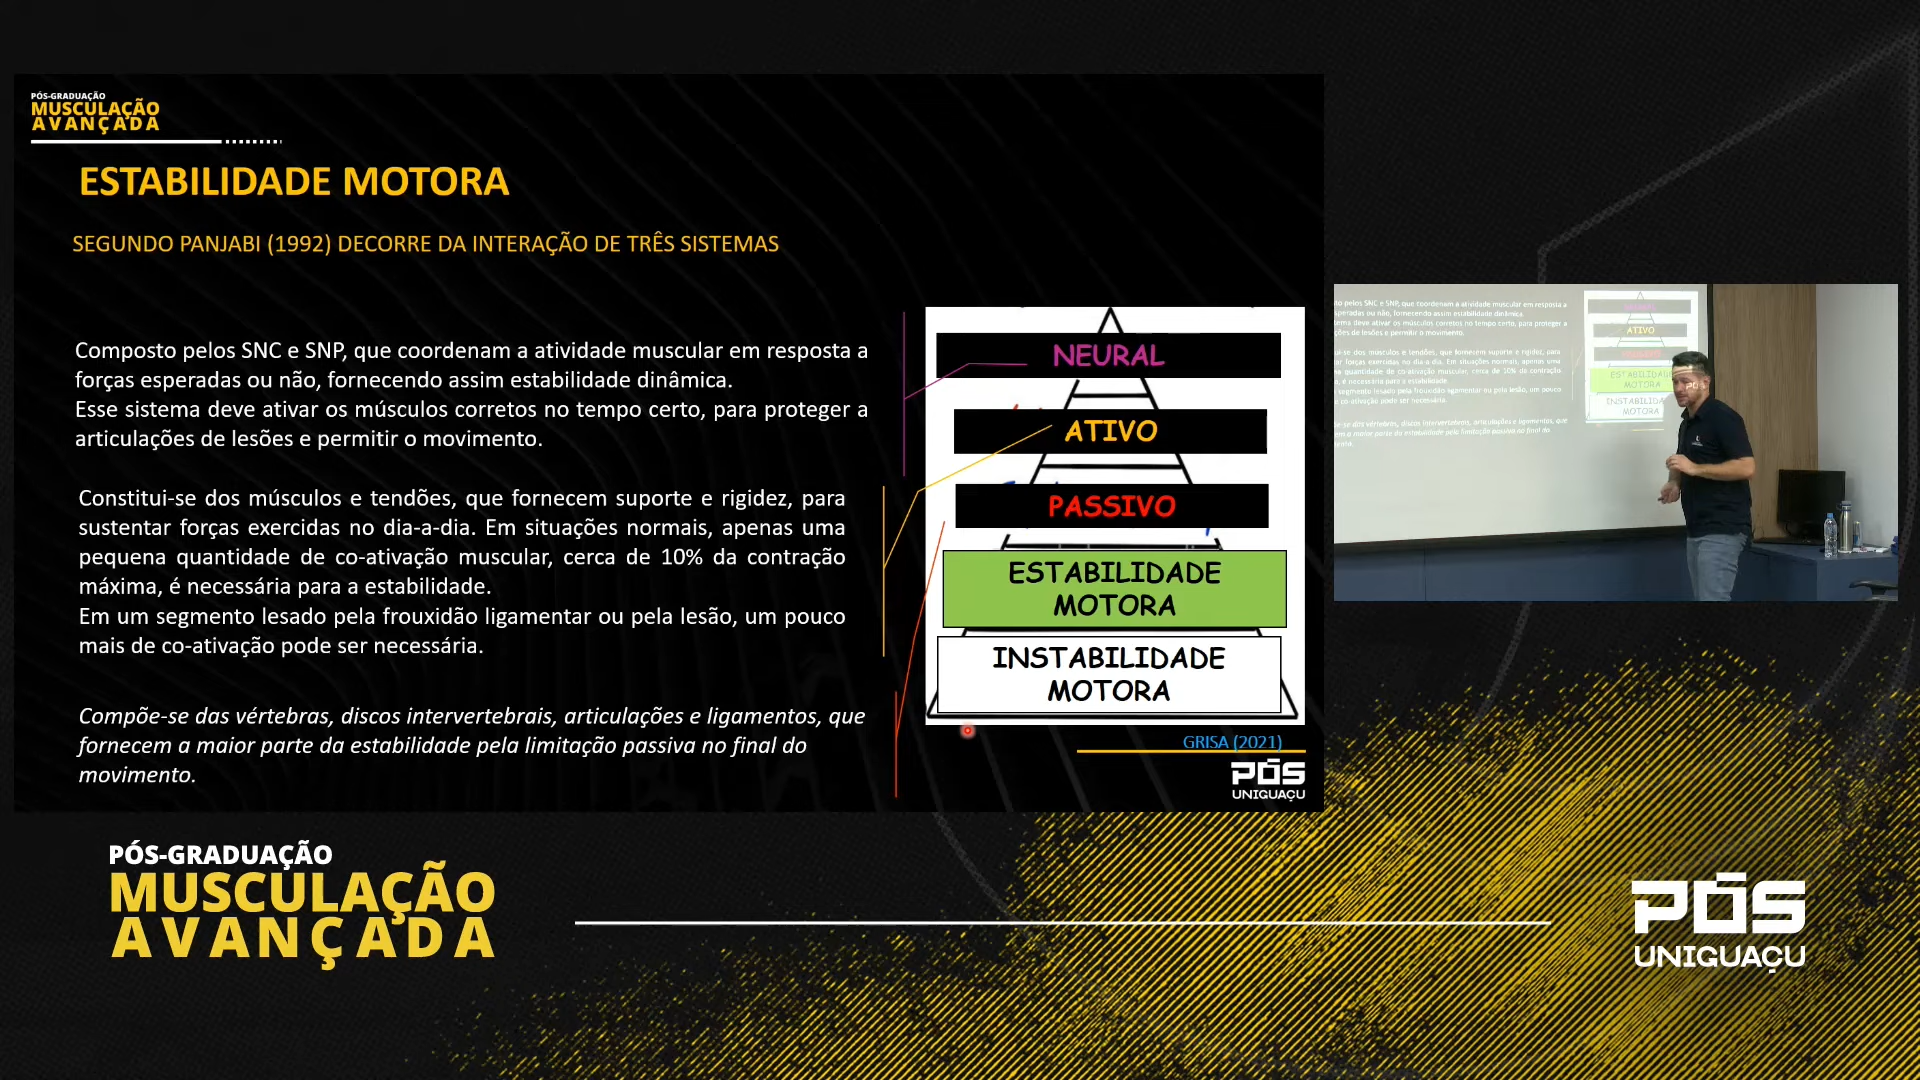 PÓS-GRADUAÇÃO
MUSCULAÇÃO
AVANÇADA
ESTABILIDADE MOTORA
SEGUNDO PANJABI (1992) DECORRE DA INTERAÇÃO DE TRÊS SISTEMAS
Composto pelos SNC e SNP, que coordenam a atividade muscular em resposta a
forças esperadas ou não, fornecendo assim estabilidade dinâmica.
Esse sistema deve ativar os músculos corretos no tempo certo, para proteger a
articulações de lesões e permitir o movimento.
Constitui-se dos músculos e tendões, que fornecem suporte e rigidez, para
sustentar forças exercidas no dia-a-dia. Em situações normais, apenas uma
pequena quantidade de co-ativação muscular, cerca de 10% da contração
máxima, é necessária para a estabilidade.
Em um segmento lesado pela frouxidão ligamentar ou pela lesão, um pouco
mais de co-ativação pode ser necessária.
Compõe-se das vértebras, discos intervertebrais, articulações e ligamentos, que
fornecem a maior parte da estabilidade pela limitação passiva no final do
movimento.
NEURAL
ATIVO
PASSIVO
ESTABILIDADE
MOTORA
INSTABILIDADE
MOTORA
GRISA (2021)
PÓS
UNIGUAÇU
ATIVO
ESTABILIDADE
MOTORA
MOTORA
PÓS-GRADUAÇÃO
MUSCULAÇÃO
AVANÇADA
PÓS
UNIGUAÇU